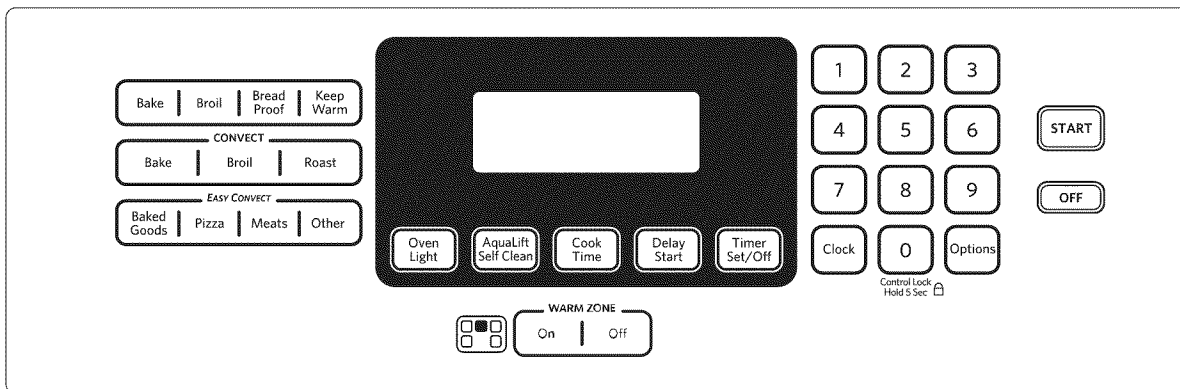 Bake Broil Bread Proof Keep Warm
CONVECT
Bake Broil Roast
EASY CONVECT
Baked Goods Pizza Meats Other
Oven Light
AquaLift Self Clean
Cook Time
Delay Start
Timer Set/Off
WARM ZONE
On Off
1 2 3
4 5 6
7 8 9
Clock 0 Options
Control Lock
Hold 5 Sec
START
OFF